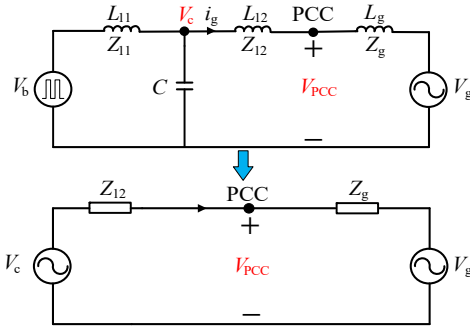 L11 Vc ig L12 PCC Lg
Z11 Z12 + Zg
Vb C VPCC Vg
−
Z12 PCC Zg
+
Vc VPCC Vg
−